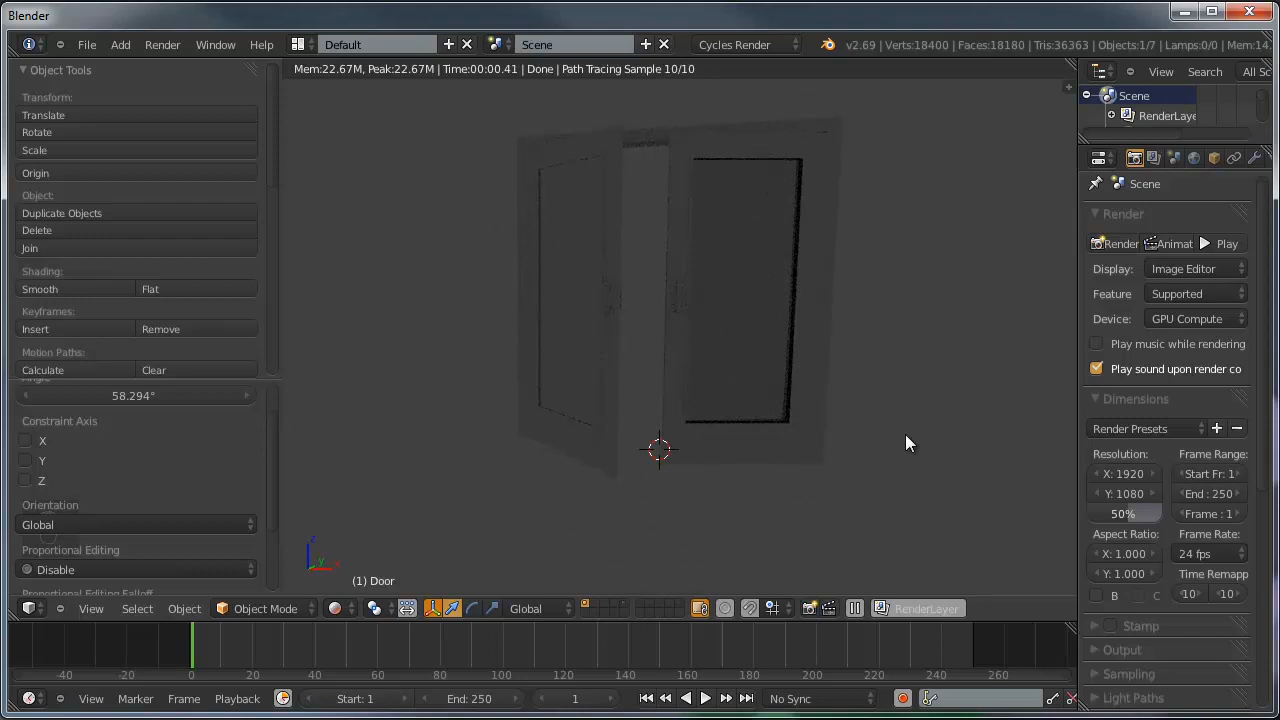 Blender
File Add Render Window Help Default Scene Cycles Render v2.69 | Verts:18400 | Faces:18180 | Tris:36363 | Objects:1/7 | Lamps:0/0 | Mem:14.
Object Tools
Mem:22.67M, Peak:22.67M | Time:00:00.41 | Done | Path Tracing Sample 10/10
View Search All Sc
Scene
RenderLaye
Transform:
Translate
Rotate
Scale
Origin
Object:
Duplicate Objects
Delete
Join
Shading:
Smooth Flat
Keyframes:
Insert Remove
Motion Paths:
Calculate Clear
Angle
58.294°
Constraint Axis
X
Y
Z
Orientation
Global
Proportional Editing
Disable
Proportional Editing Falloff
z
y
x
(1) Door
View Select Object Object Mode Global RenderLayer
Scene
Render
Render Animat Play
Display: Image Editor
Feature Supported
Device: GPU Compute
Play music while rendering
Play sound upon render co
Dimensions
Render Presets
Resolution: Frame Range:
X: 1920 Start Fr: 1
Y: 1080 End : 250
50% Frame : 1
Aspect Ratio: Frame Rate:
X: 1.000 24 fps
Y: 1.000 Time Remapp
B C 10 10
Stamp
Output
Sampling
Light Paths
-40 -20 0 20 40 60 80 100 120 140 160 180 200 220 240 260
View Marker Frame Playback Start: 1 End: 250 1 No Sync